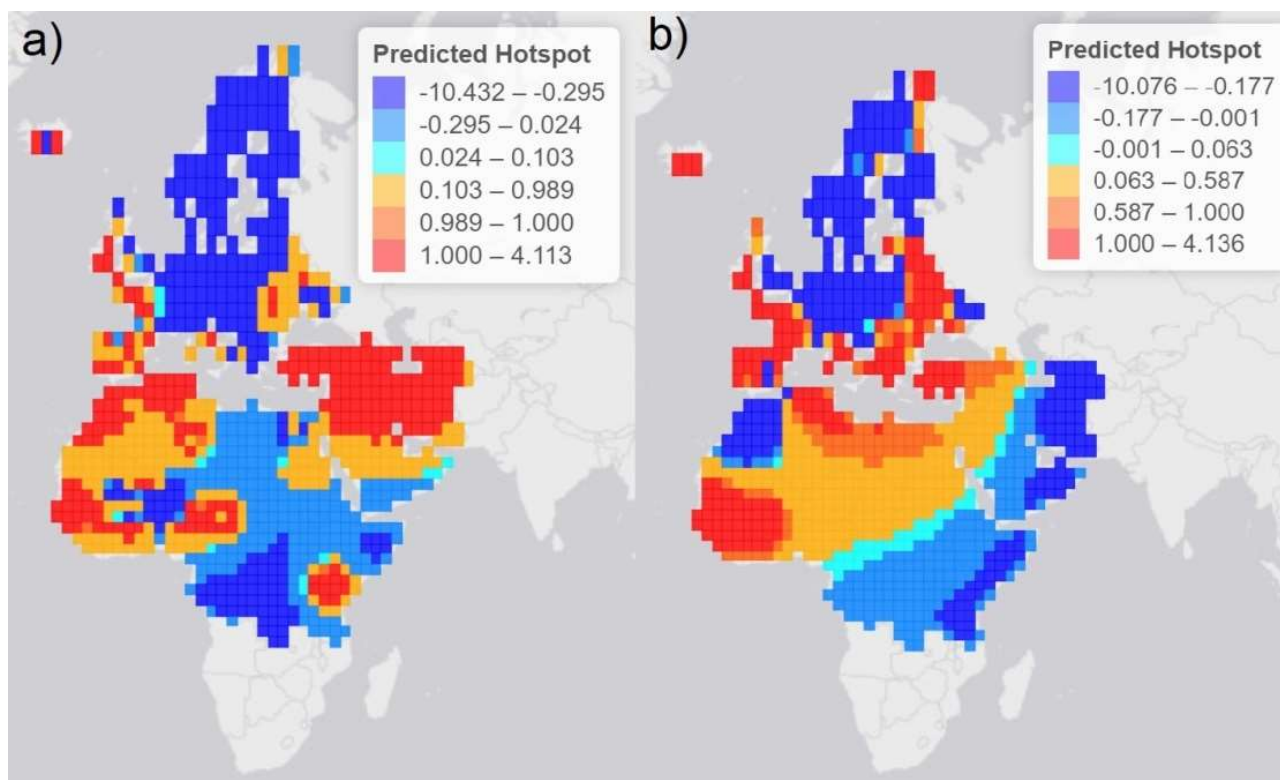 a)
Predicted Hotspot
-10.432 – -0.295
-0.295 – 0.024
0.024 – 0.103
0.103 – 0.989
0.989 – 1.000
1.000 – 4.113
b)
Predicted Hotspot
-10.076 – -0.177
-0.177 – -0.001
-0.001 – 0.063
0.063 – 0.587
0.587 – 1.000
1.000 – 4.136